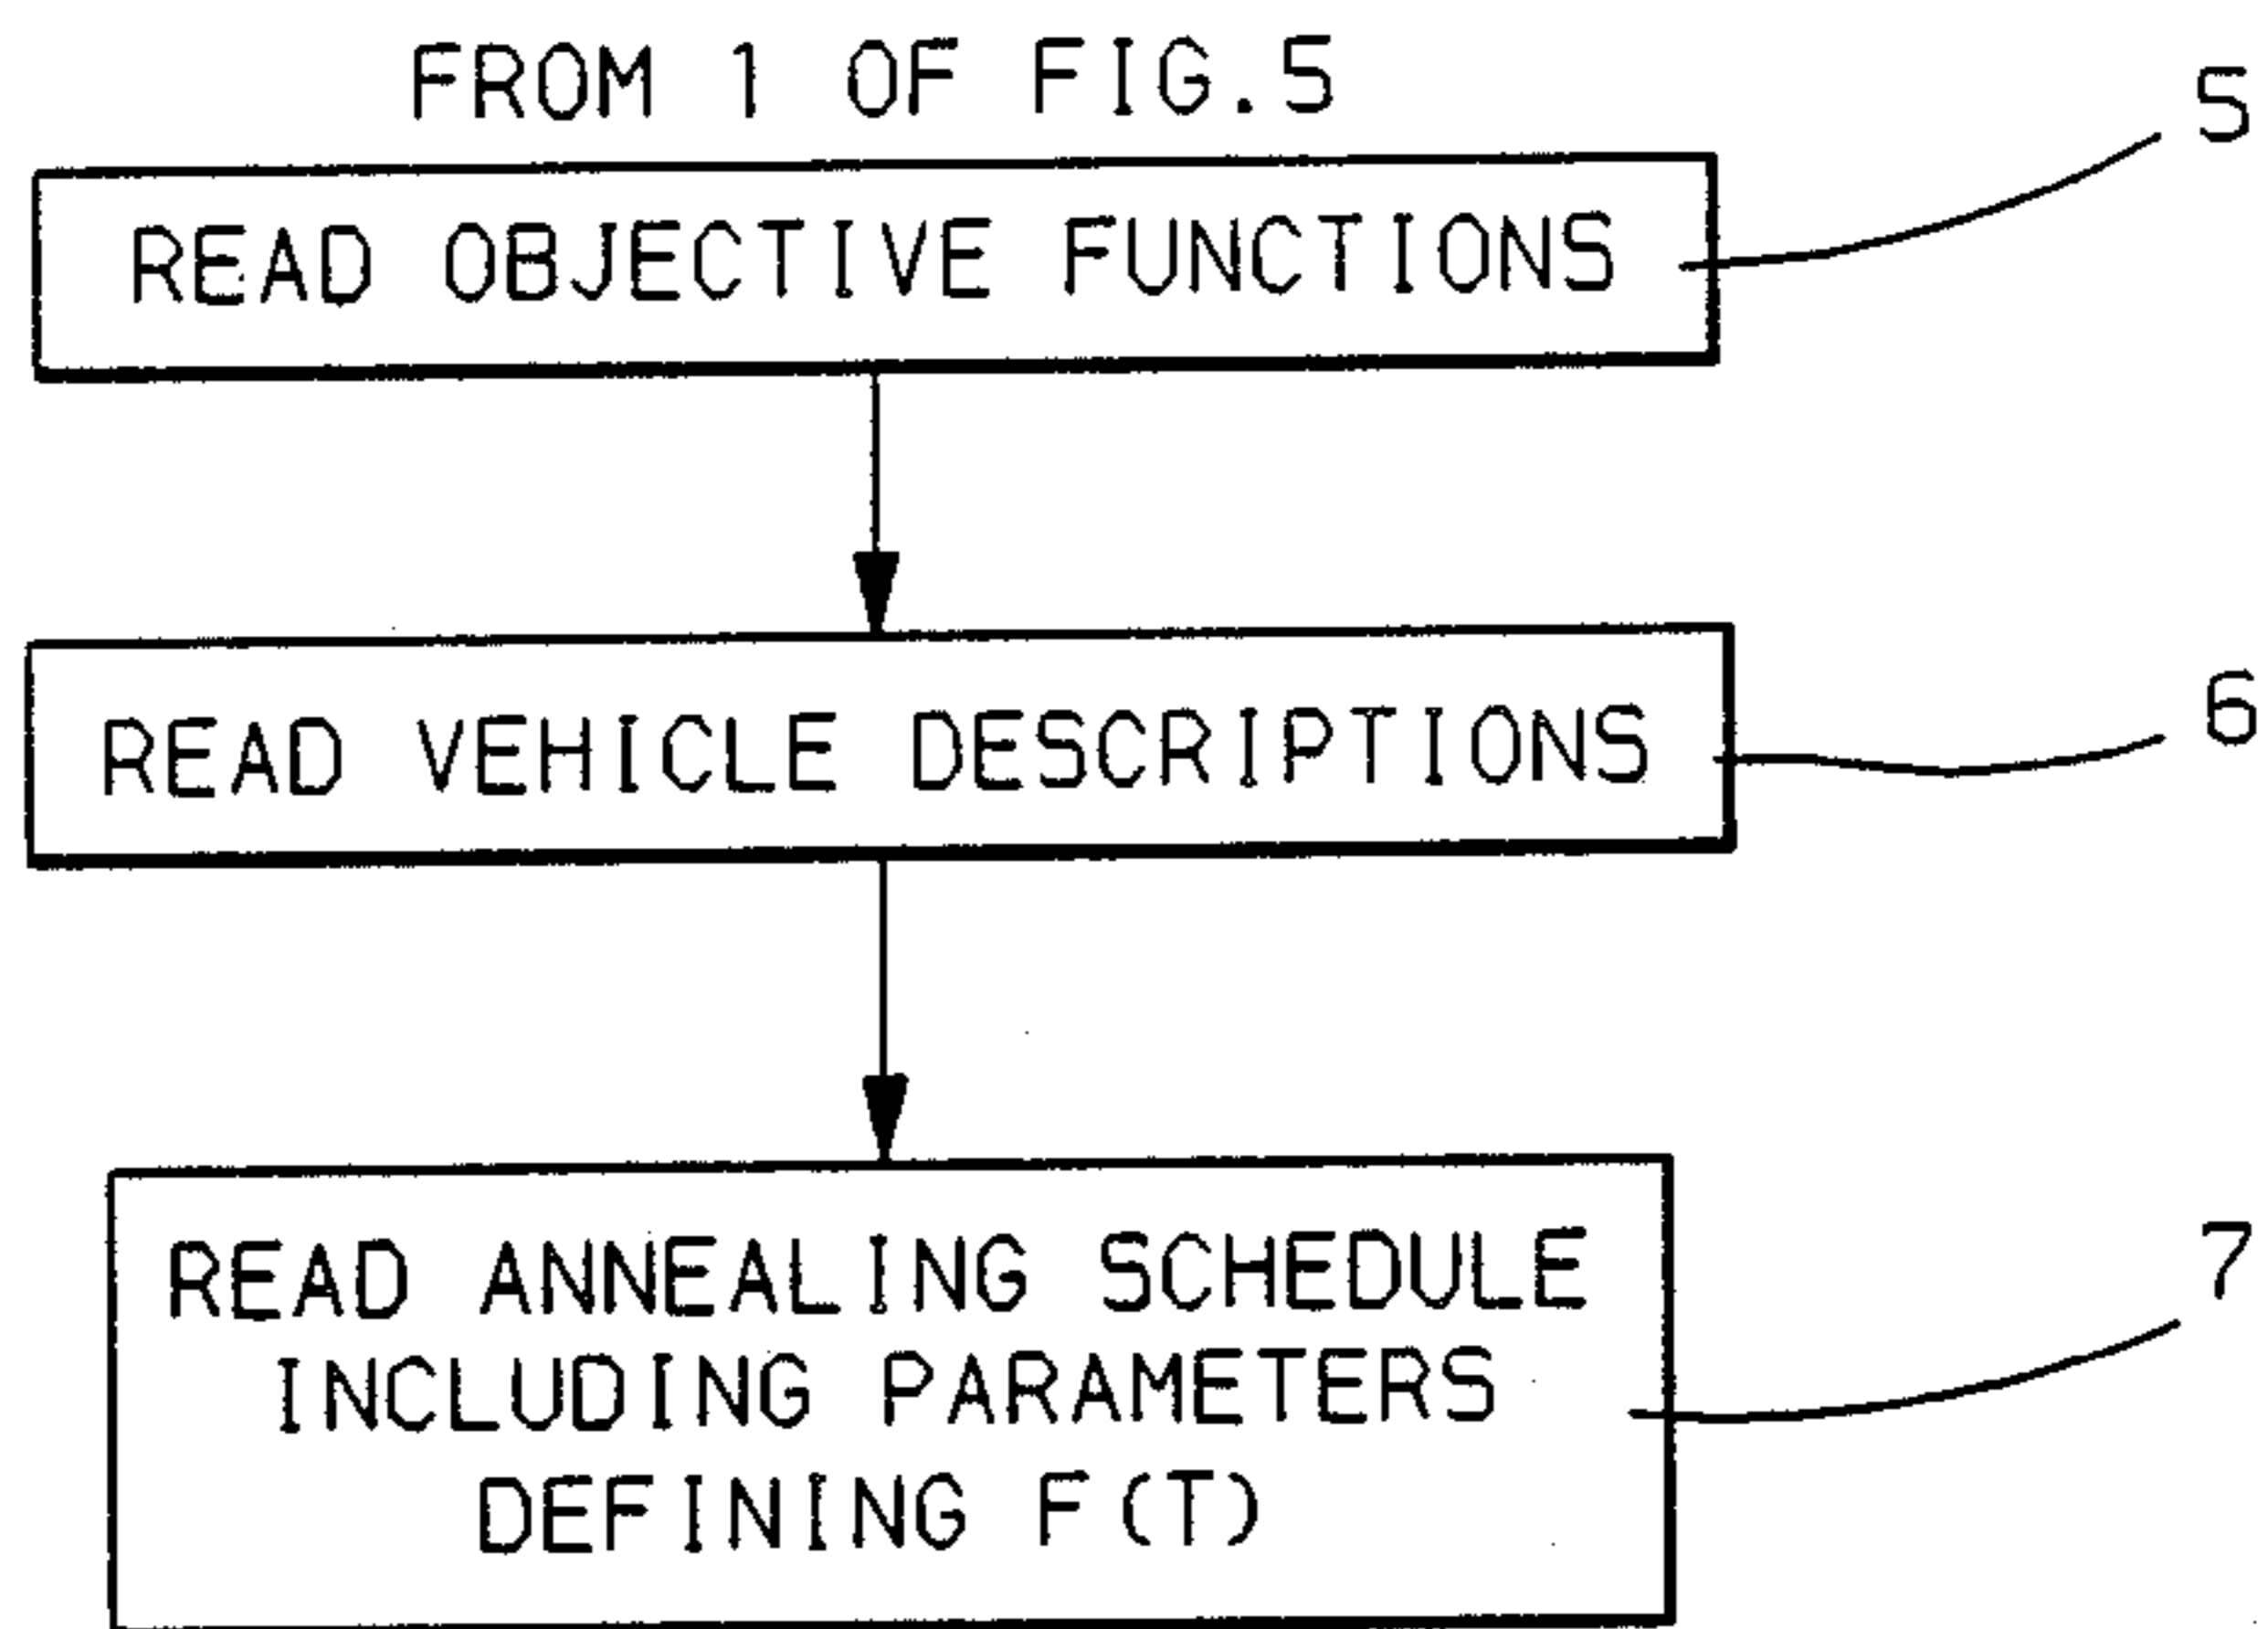 FROM 1 OF FIG.5
5
READ OBJECTIVE FUNCTIONS
6
READ VEHICLE DESCRIPTIONS
7
READ ANNEALING SCHEDULE
INCLUDING PARAMETERS
DEFINING F(T)